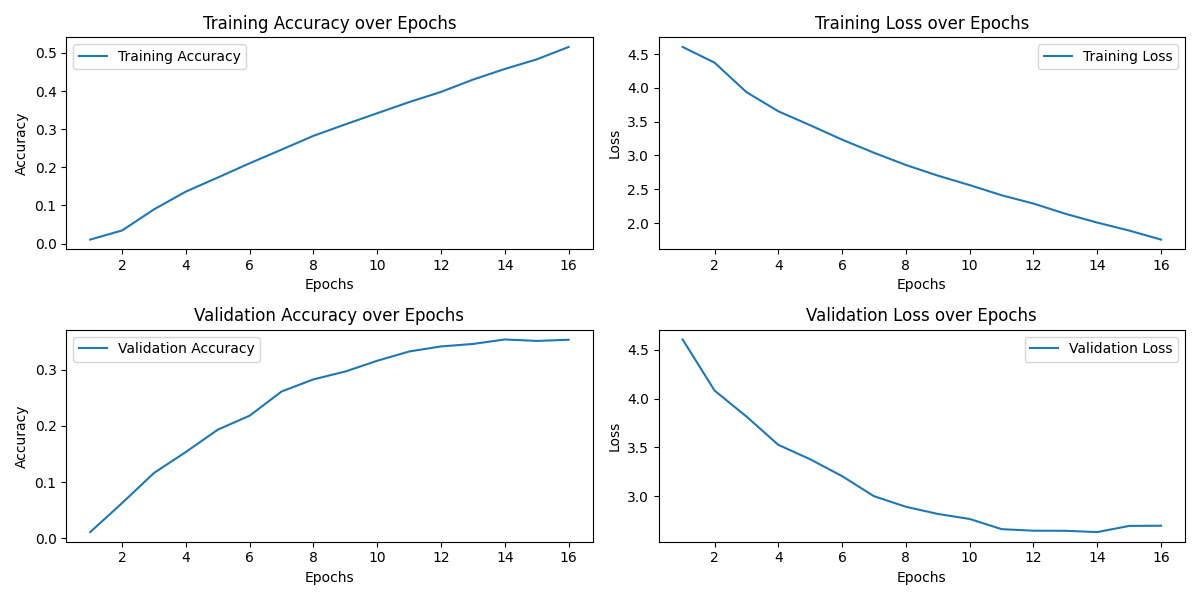 Training Accuracy over Epochs
Training Accuracy
0.5
0.4
0.3
0.2
0.1
0.0
Accuracy
2 4 6 8 10 12 14 16
Epochs
Training Loss over Epochs
Training Loss
4.5
4.0
3.5
3.0
2.5
2.0
Loss
2 4 6 8 10 12 14 16
Epochs
Validation Accuracy over Epochs
Validation Accuracy
0.3
0.2
0.1
0.0
Accuracy
2 4 6 8 10 12 14 16
Epochs
Validation Loss over Epochs
Validation Loss
4.5
4.0
3.5
3.0
Loss
2 4 6 8 10 12 14 16
Epochs